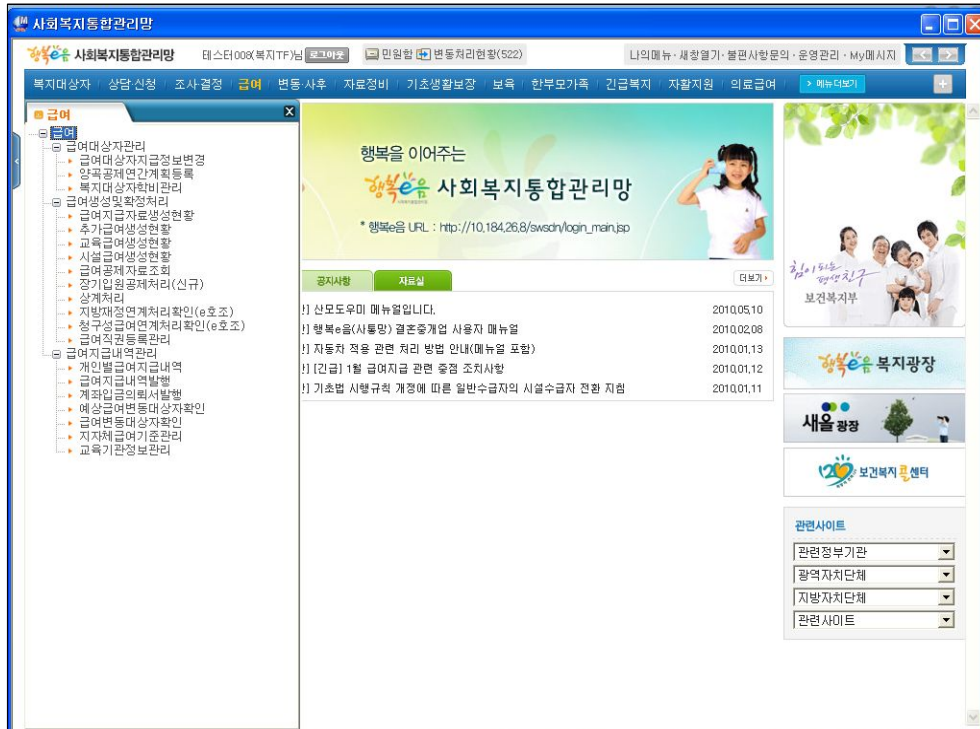 사회복지통합관리망
행복e음 사회복지통합관리망 테스터008(복지TF)님 로그아웃 민원함 변동처리현황(522) 나의메뉴 · 새창열기 · 불편사항문의 · 운영관리 · My메시지
복지대상자 상담·신청 조사·결정 급여 변동·사후 자료정비 기초생활보장 보육 한부모가족 긴급복지 자활지원 의료급여 > 메뉴더보기
급여
급여
급여대상자관리
급여대상자지급정보변경
양곡공제연간계획등록
복지대상자학비관리
급여생성및확정처리
급여지급자료생성현황
추가급여생성현황
교육급여생성현황
시설급여생성현황
급여공제자료조회
장기입원공제처리(신규)
상계처리
지방재정연계처리확인(e호조)
청구성급여연계처리확인(e호조)
급여직권등록관리
급여지급내역관리
개인별급여지급내역
급여지급내역발행
계좌입금의뢰서발행
예상급여변동대상자확인
급여변동대상자확인
지자체급여기준관리
교육기관정보관리
행복을 이어주는
행복e음 사회복지통합관리망
* 행복e음 URL : http://10.184.26.8/swsdn/login_main.jsp
공지사항 자료실 더보기
] 산모도우미 매뉴얼입니다. 2010.05.10
] 행복e음(사통망) 결혼중개업 사용자 매뉴얼 2010.02.08
] 자동차 적용 관련 처리 방법 안내(매뉴얼 포함) 2010.01.13
] [긴급] 1월 급여지급 관련 중점 조치사항 2010.01.12
] 기초법 시행규칙 개정에 따른 일반수급자의 시설수급자 전환 지침 2010.01.11
힘이 되는
평생친구
보건복지부
행복e음 복지광장
새올광장
129 보건복지콜센터
관련사이트
관련정부기관
광역자치단체
지방자치단체
관련사이트